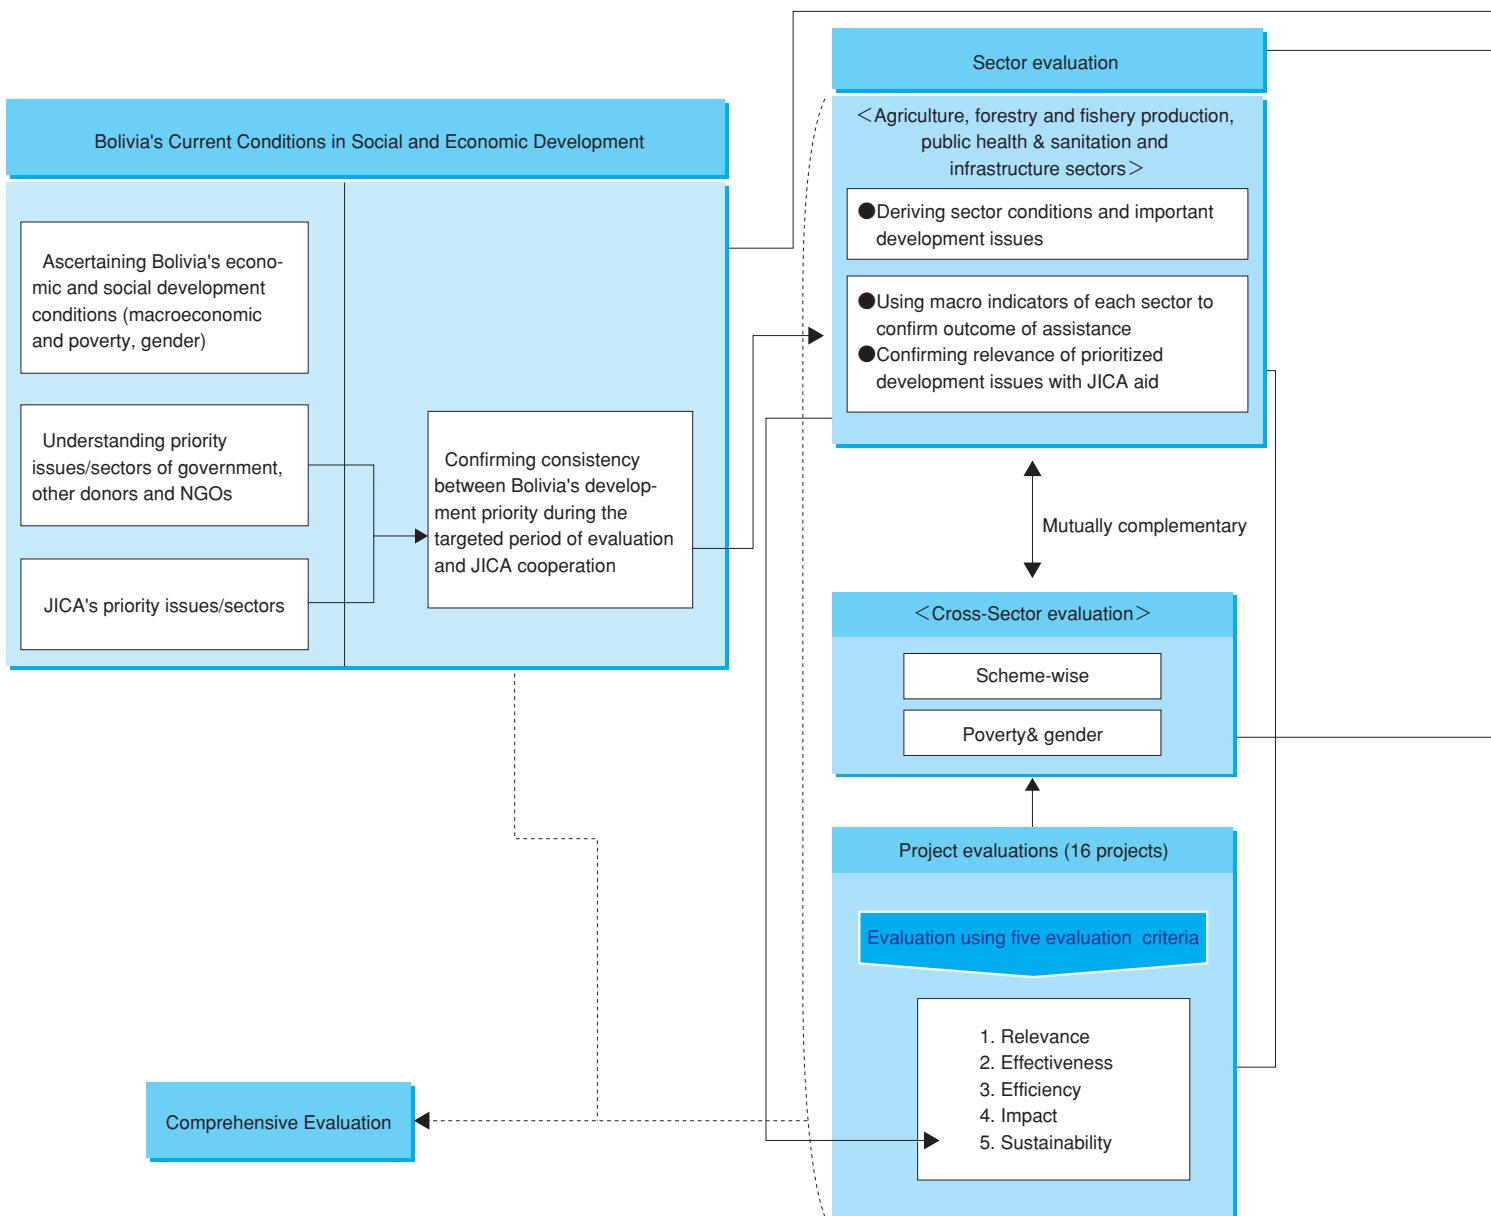 Bolivia's Current Conditions in Social and Economic Development
Ascertaining Bolivia's econo-
mic and social development
conditions (macroeconomic
and poverty, gender)
Understanding priority
issues/sectors of government,
other donors and NGOs
JICA's priority issues/sectors
Confirming consistency
between Bolivia's develop-
ment priority during the
targeted period of evaluation
and JICA cooperation
Sector evaluation
＜Agriculture, forestry and fishery production,
public health & sanitation and
infrastructure sectors＞
●Deriving sector conditions and important
development issues
●Using macro indicators of each sector to
confirm outcome of assistance
●Confirming relevance of prioritized
development issues with JICA aid
Mutually complementary
＜Cross-Sector evaluation＞
Scheme-wise
Poverty& gender
Project evaluations (16 projects)
Evaluation using five evaluation criteria
1. Relevance
2. Effectiveness
3. Efficiency
4. Impact
5. Sustainability
Comprehensive Evaluation